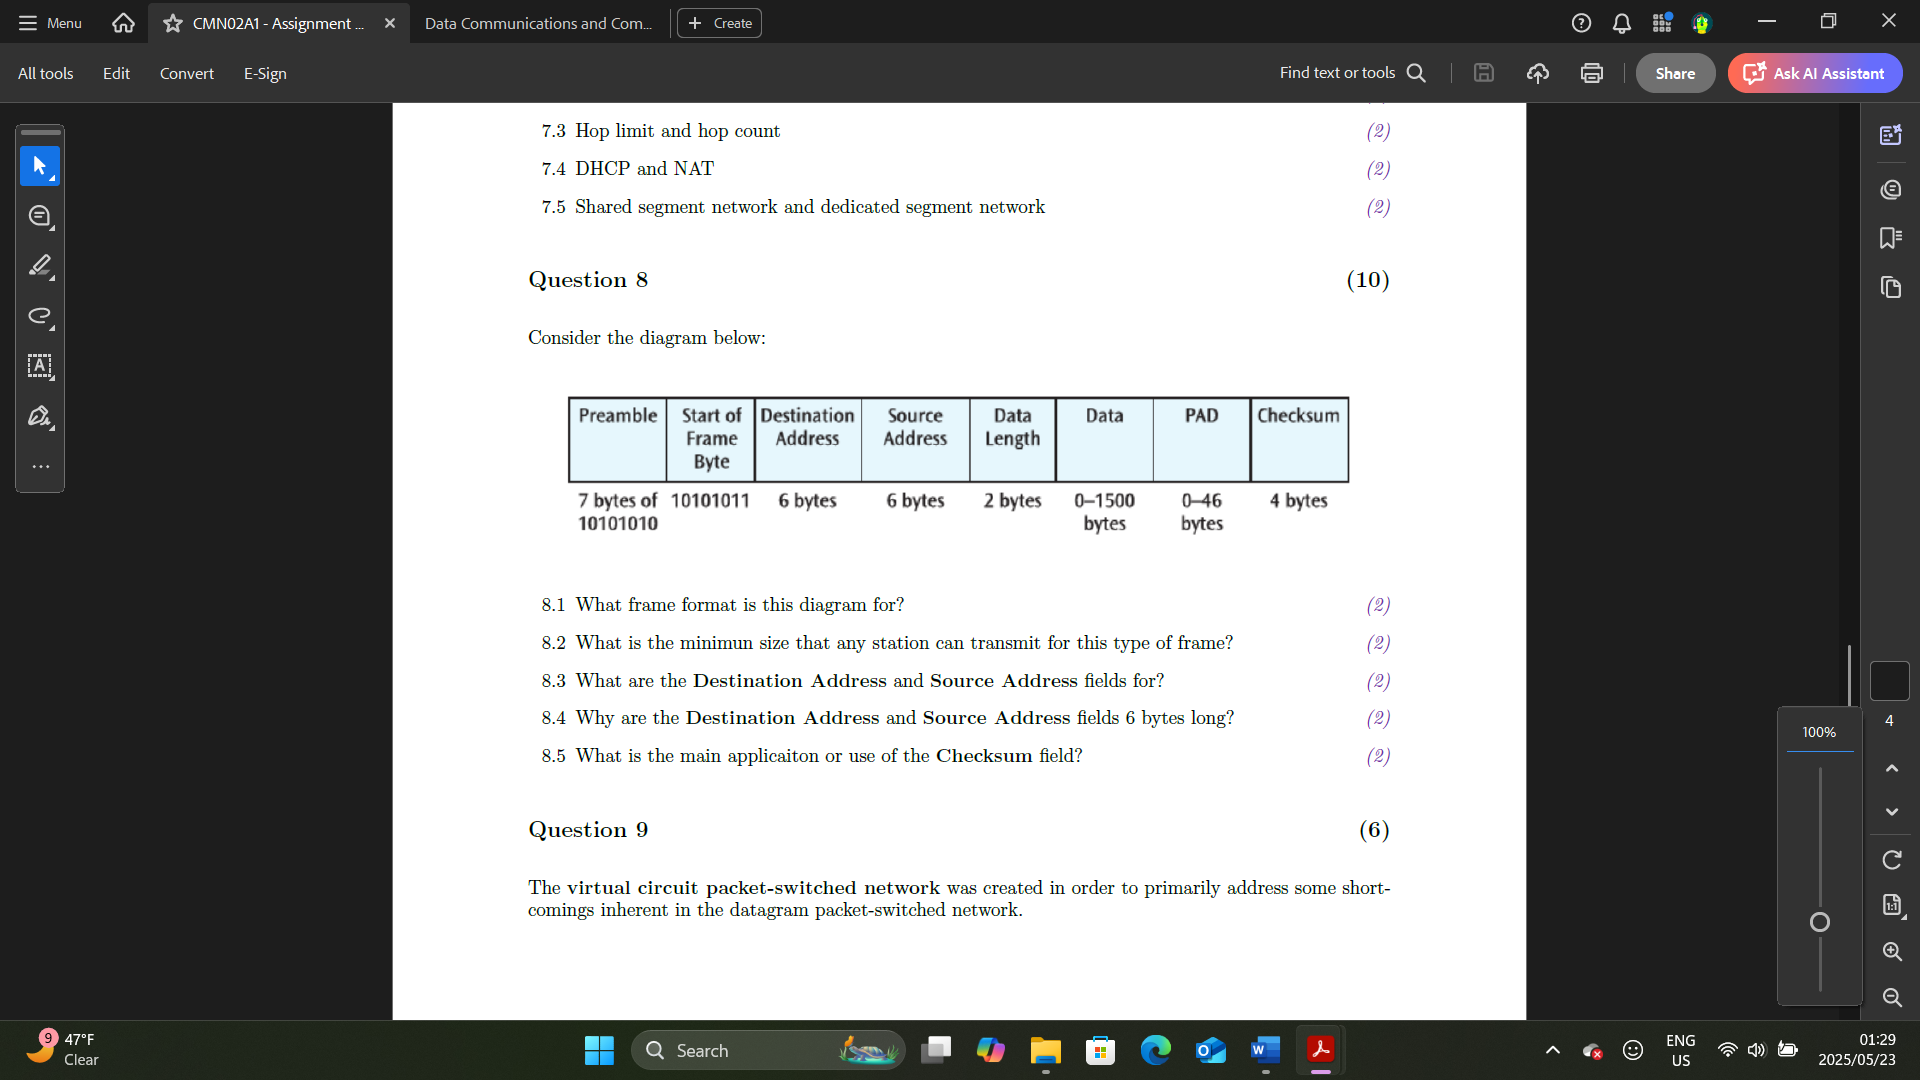 Menu
CMN02A1 - Assignment ...
Data Communications and Com...
Create
All tools
Edit
Convert
E-Sign
Find text or tools
Share
Ask AI Assistant
7.3 Hop limit and hop count (2)
7.4 DHCP and NAT (2)
7.5 Shared segment network and dedicated segment network (2)
Question 8 (10)
Consider the diagram below:
Preamble Start of Destination Source Data Data PAD Checksum
Frame Address Address Length
Byte
7 bytes of 10101011 6 bytes 6 bytes 2 bytes 0–1500 0–46 4 bytes
10101010 bytes bytes
8.1 What frame format is this diagram for? (2)
8.2 What is the minimun size that any station can transmit for this type of frame? (2)
8.3 What are the Destination Address and Source Address fields for? (2)
8.4 Why are the Destination Address and Source Address fields 6 bytes long? (2)
8.5 What is the main applicaiton or use of the Checksum field? (2)
Question 9 (6)
The virtual circuit packet-switched network was created in order to primarily address some short-
comings inherent in the datagram packet-switched network.
4
100%
1:1
9
47°F
Clear
Search
ENG
US
01:29
2025/05/23